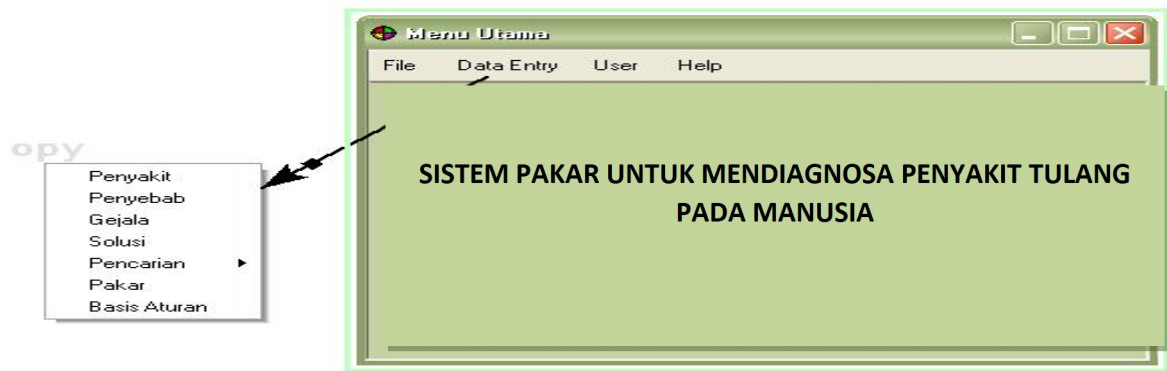 Menu Utama
File Data Entry User Help
SISTEM PAKAR UNTUK MENDIAGNOSA PENYAKIT TULANG
PADA MANUSIA
opy
Penyakit
Penyebab
Gejala
Solusi
Pencarian
Pakar
Basis Aturan